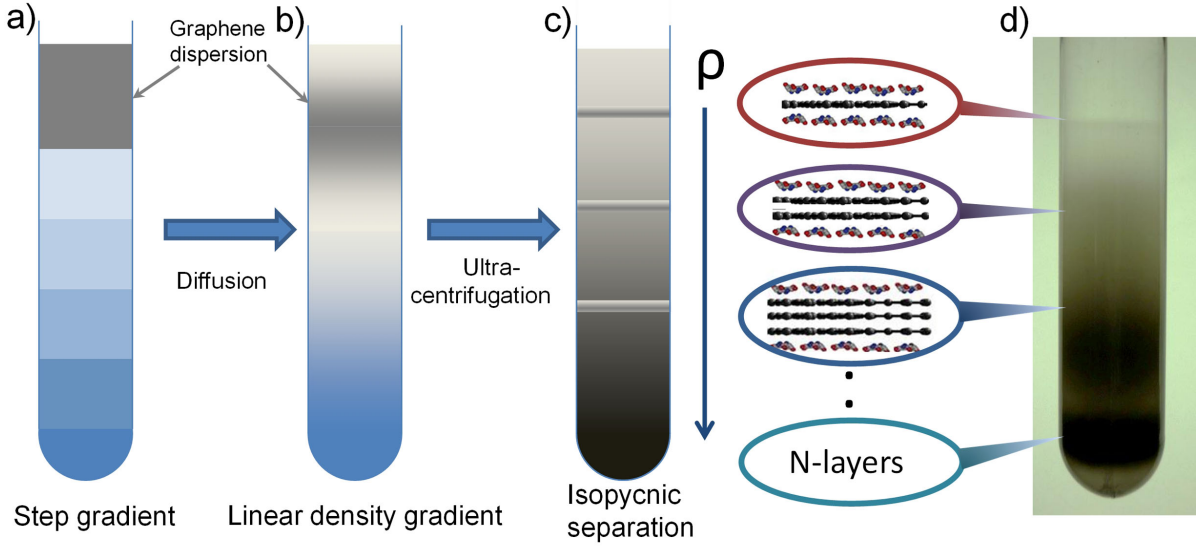 a)
Graphene
dispersion
b)
c)
ρ
d)
Diffusion
Ultra-
centrifugation
N-layers
Step gradient
Linear density gradient
Isopycnic
separation